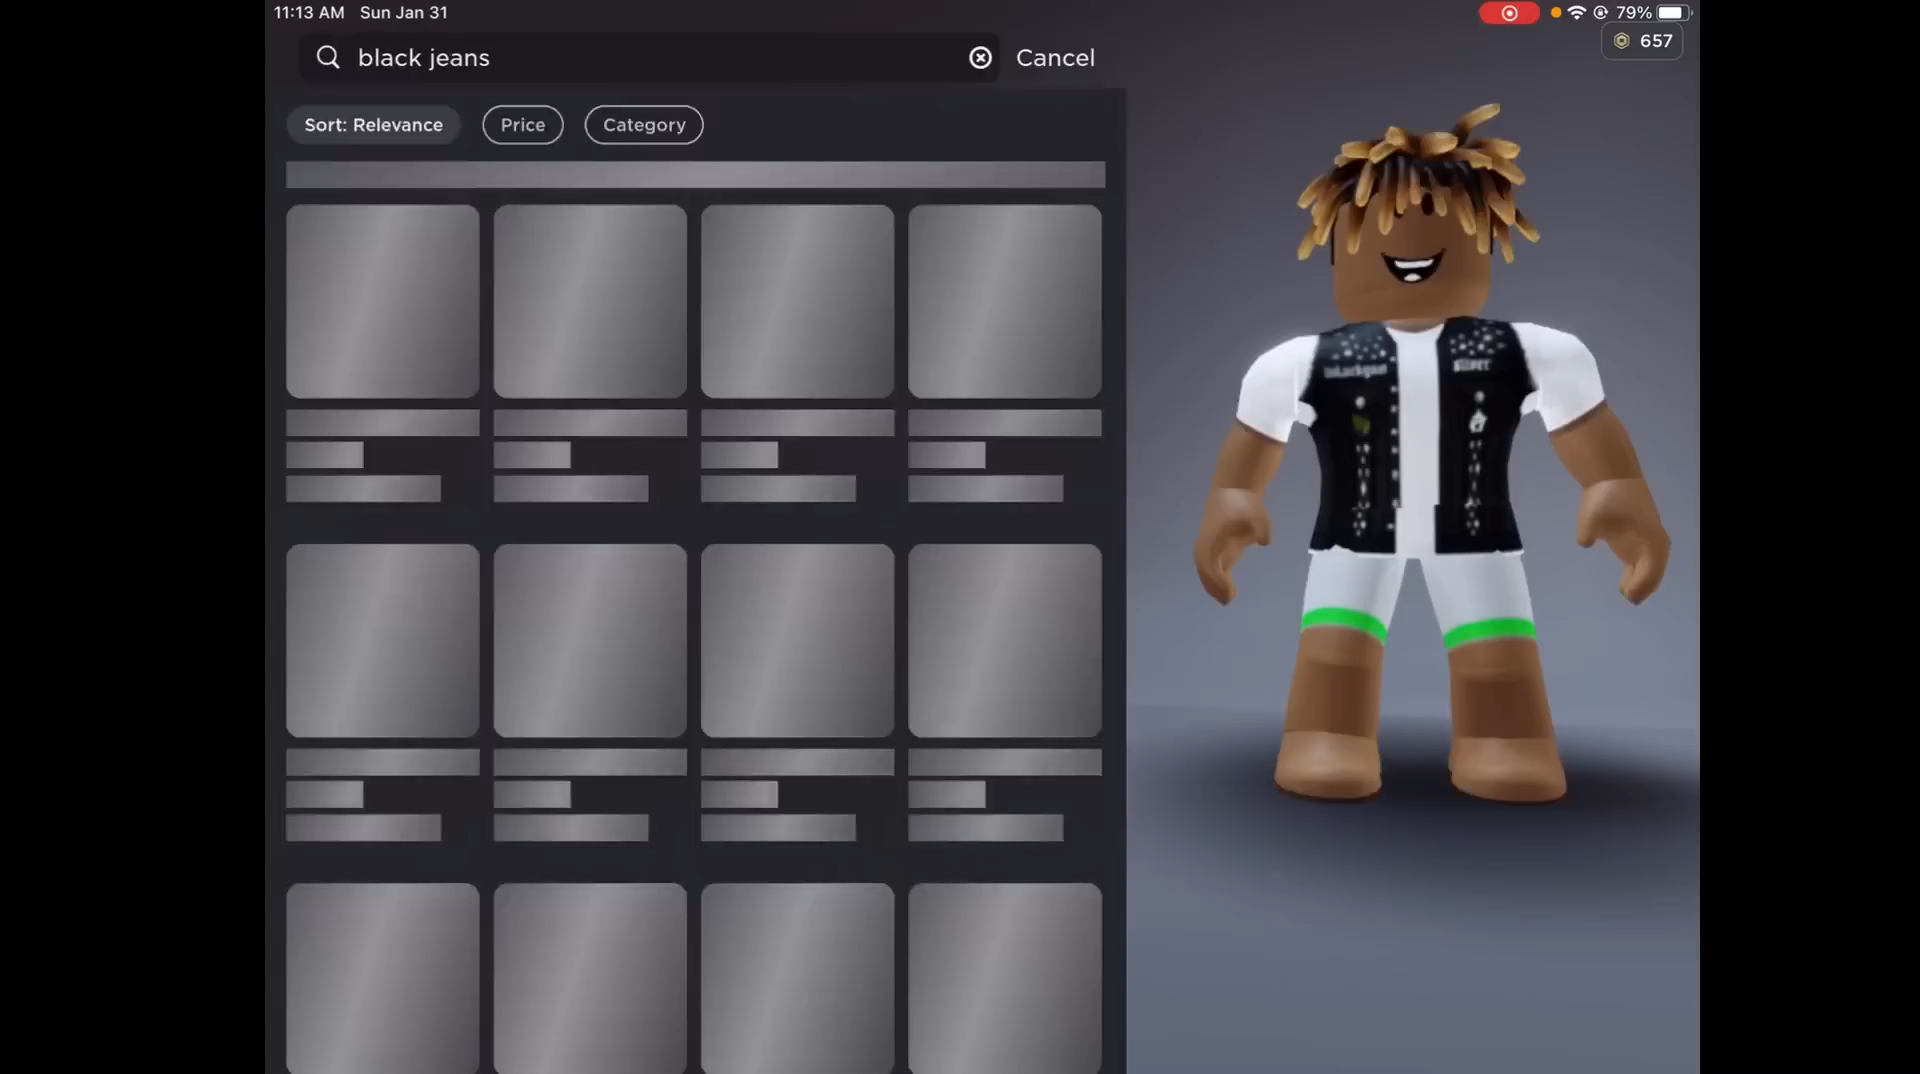 11:13 AM Sun Jan 31
79%
black jeans
Cancel
657
Sort: Relevance
Price
Category